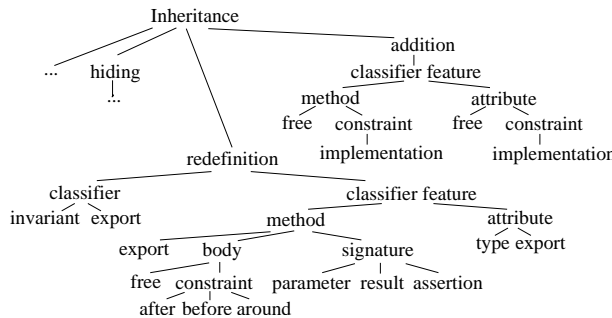 Inheritance
addition
... hiding classifier feature
... method attribute
free constraint free constraint
implementation implementation
redefinition
classifier classifier feature
invariant export method attribute
export body signature type export
free constraint parameter result assertion
after before around